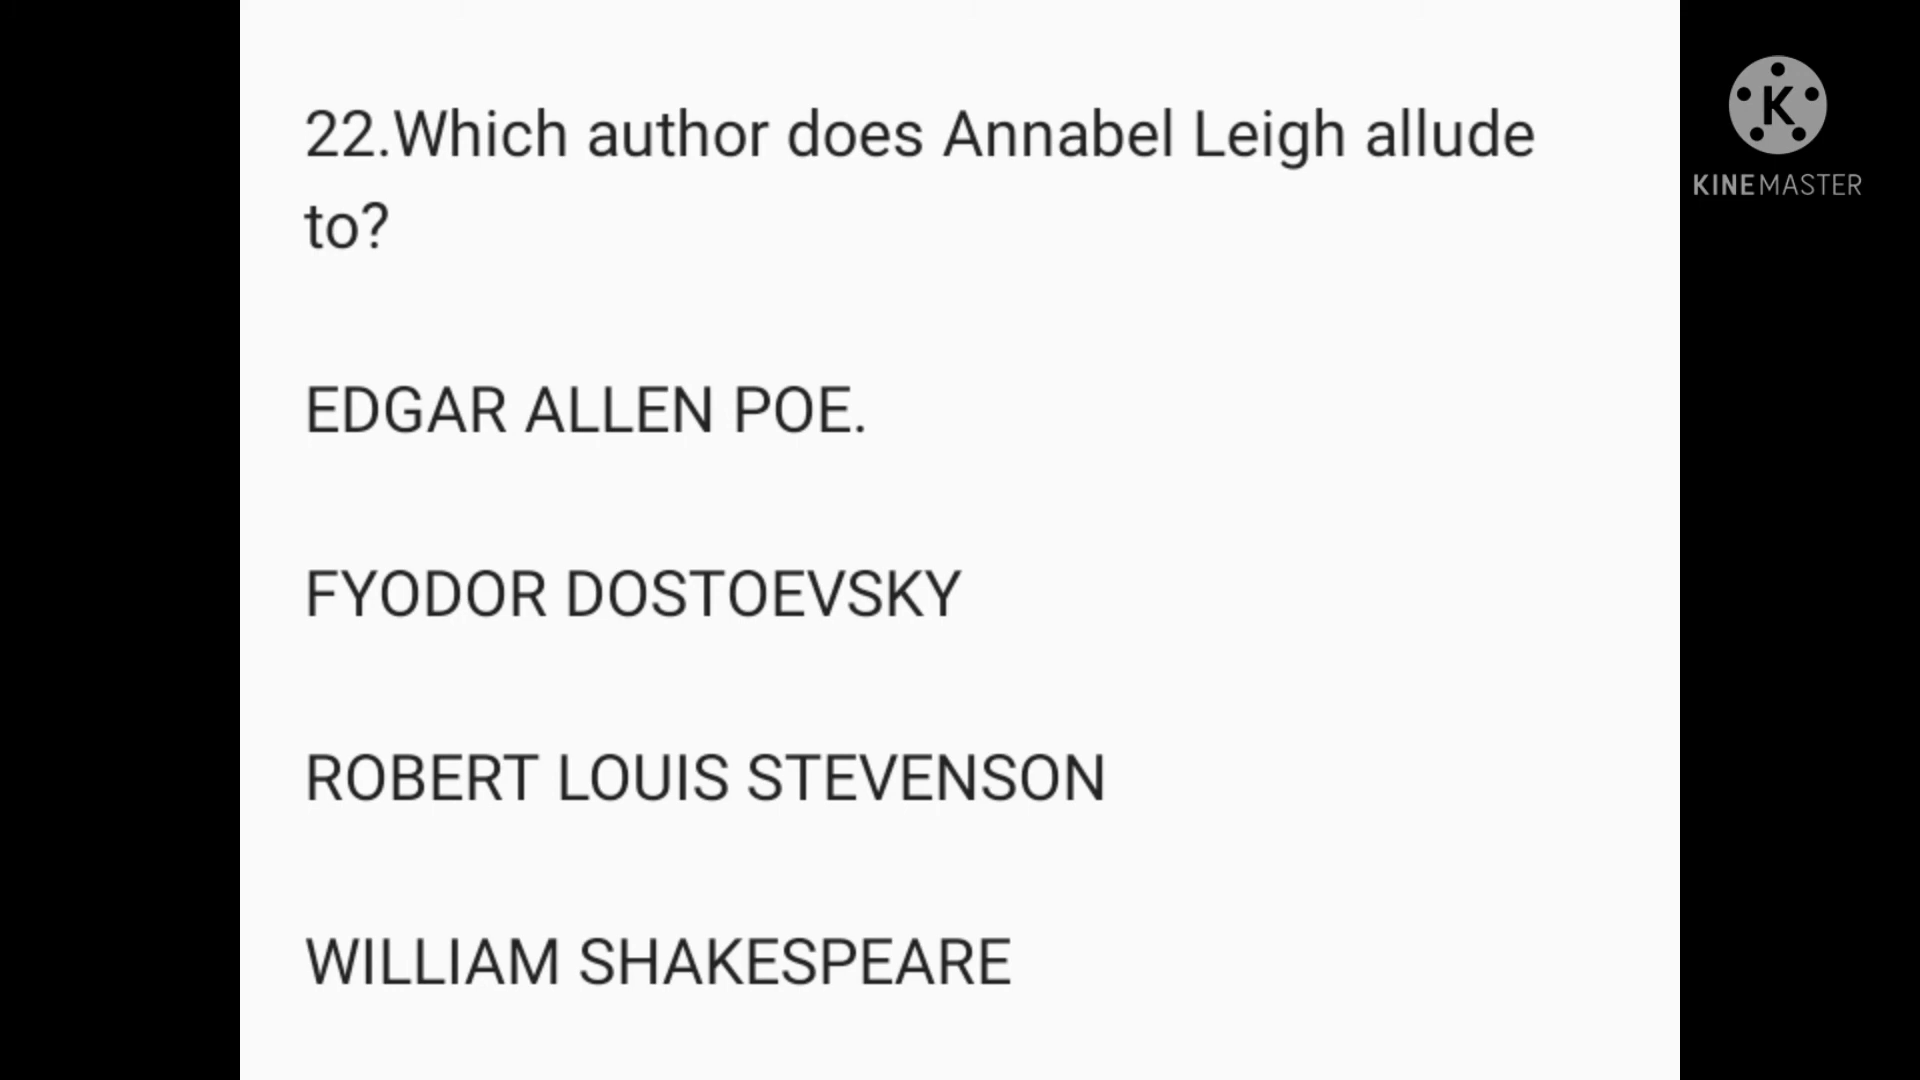 22.Which author does Annabel Leigh allude
to?
EDGAR ALLEN POE.
FYODOR DOSTOEVSKY
ROBERT LOUIS STEVENSON
WILLIAM SHAKESPEARE
K
KINEMASTER